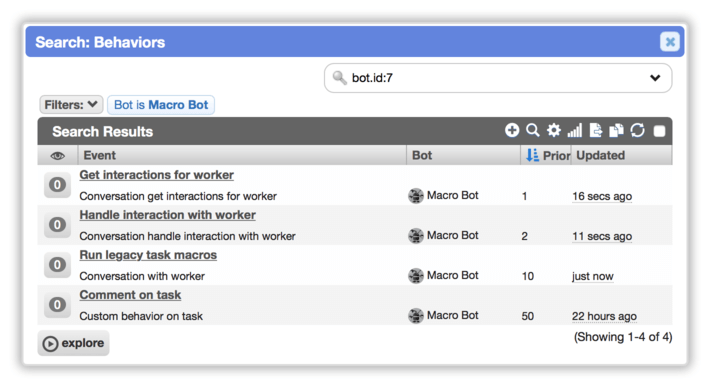 Search: Behaviors
bot.id:7
Filters: Bot is Macro Bot
Search Results
Event Bot Prior Updated
0 Get interactions for worker
Conversation get interactions for worker Macro Bot 1 16 secs ago
0 Handle interaction with worker
Conversation handle interaction with worker Macro Bot 2 11 secs ago
0 Run legacy task macros
Conversation with worker Macro Bot 10 just now
0 Comment on task
Custom behavior on task Macro Bot 50 22 hours ago
explore (Showing 1-4 of 4)